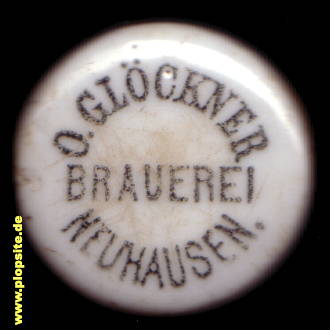 O. GLÖCKNER
BRAUEREI
NEUHAUSEN.
www.plopsite.de